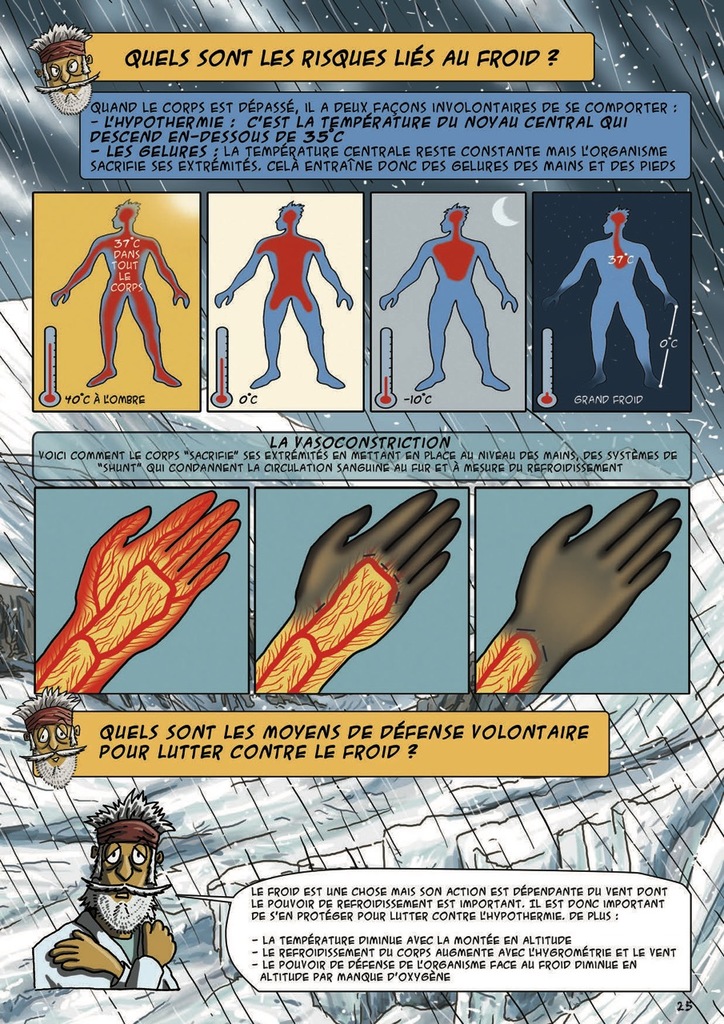 QUELS SONT LES RISQUES LIÉS AU FROID ?
QUAND LE CORPS EST DÉPASSÉ, IL A DEUX FAÇONS INVOLONTAIRES DE SE COMPORTER :
- L'HYPOTHERMIE : C'EST LA TEMPÉRATURE DU NOYAU CENTRAL QUI
DESCEND EN-DESSOUS DE 35°C
- LES GELURES : LA TEMPÉRATURE CENTRALE RESTE CONSTANTE MAIS L'ORGANISME
SACRIFIE SES EXTRÉMITÉS. CELÀ ENTRAÎNE DONC DES GELURES DES MAINS ET DES PIEDS
37°C
DANS
TOUT
LE
CORPS
40°C À L'OMBRE
0°C
-10°C
37°C
0°C
GRAND FROID
LA VASOCONSTRICTION
VOICI COMMENT LE CORPS "SACRIFIE" SES EXTRÉMITÉS EN METTANT EN PLACE AU NIVEAU DES MAINS, DES SYSTÈMES DE
"SHUNT" QUI CONDANNENT LA CIRCULATION SANGUINE AU FUR ET À MESURE DU REFROIDISSEMENT
QUELS SONT LES MOYENS DE DÉFENSE VOLONTAIRE
POUR LUTTER CONTRE LE FROID ?
LE FROID EST UNE CHOSE MAIS SON ACTION EST DÉPENDANTE DU VENT DONT
LE POUVOIR DE REFROIDISSEMENT EST IMPORTANT. IL EST DONC IMPORTANT
DE S'EN PROTÉGER POUR LUTTER CONTRE L'HYPOTHERMIE. DE PLUS :
- LA TEMPÉRATURE DIMINUE AVEC LA MONTÉE EN ALTITUDE
- LE REFROIDISSEMENT DU CORPS AUGMENTE AVEC L'HYGROMÉTRIE ET LE VENT
- LE POUVOIR DE DÉFENSE DE L'ORGANISME FACE AU FROID DIMINUE EN
ALTITUDE PAR MANQUE D'OXYGÈNE
25